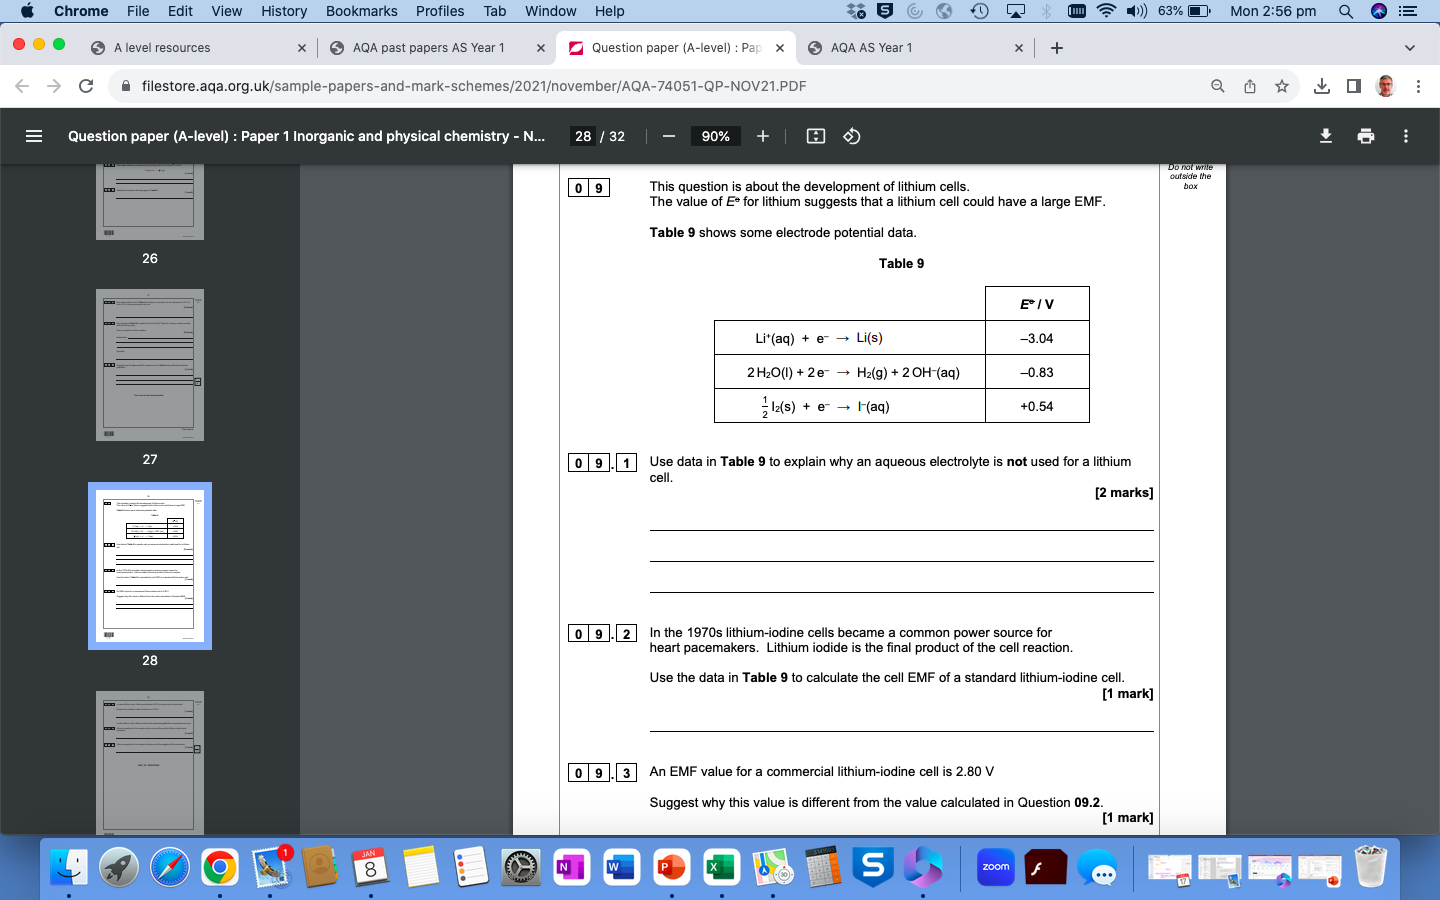 Chrome File Edit View History Bookmarks Profiles Tab Window Help 63% Mon 2:56 pm
A level resources
AQA past papers AS Year 1
Question paper (A-level) : Pap
AQA AS Year 1
filestore.aqa.org.uk/sample-papers-and-mark-schemes/2021/november/AQA-74051-QP-NOV21.PDF
Question paper (A-level) : Paper 1 Inorganic and physical chemistry - N... 28 / 32 90%
26
27
28
Do not write
outside the
box
0 9 This question is about the development of lithium cells.
The value of E⦵ for lithium suggests that a lithium cell could have a large EMF.
Table 9 shows some electrode potential data.
Table 9
E⦵ / V
Li⁺(aq) + e⁻ → Li(s) –3.04
2 H₂O(l) + 2 e⁻ → H₂(g) + 2 OH⁻(aq) –0.83
1/2 I₂(s) + e⁻ → I⁻(aq) +0.54
0 9 . 1 Use data in Table 9 to explain why an aqueous electrolyte is not used for a lithium
cell.
[2 marks]
0 9 . 2 In the 1970s lithium-iodine cells became a common power source for
heart pacemakers. Lithium iodide is the final product of the cell reaction.
Use the data in Table 9 to calculate the cell EMF of a standard lithium-iodine cell.
[1 mark]
0 9 . 3 An EMF value for a commercial lithium-iodine cell is 2.80 V
Suggest why this value is different from the value calculated in Question 09.2.
[1 mark]
1
JAN
8
N
W
P
X
3D
S
zoom
17